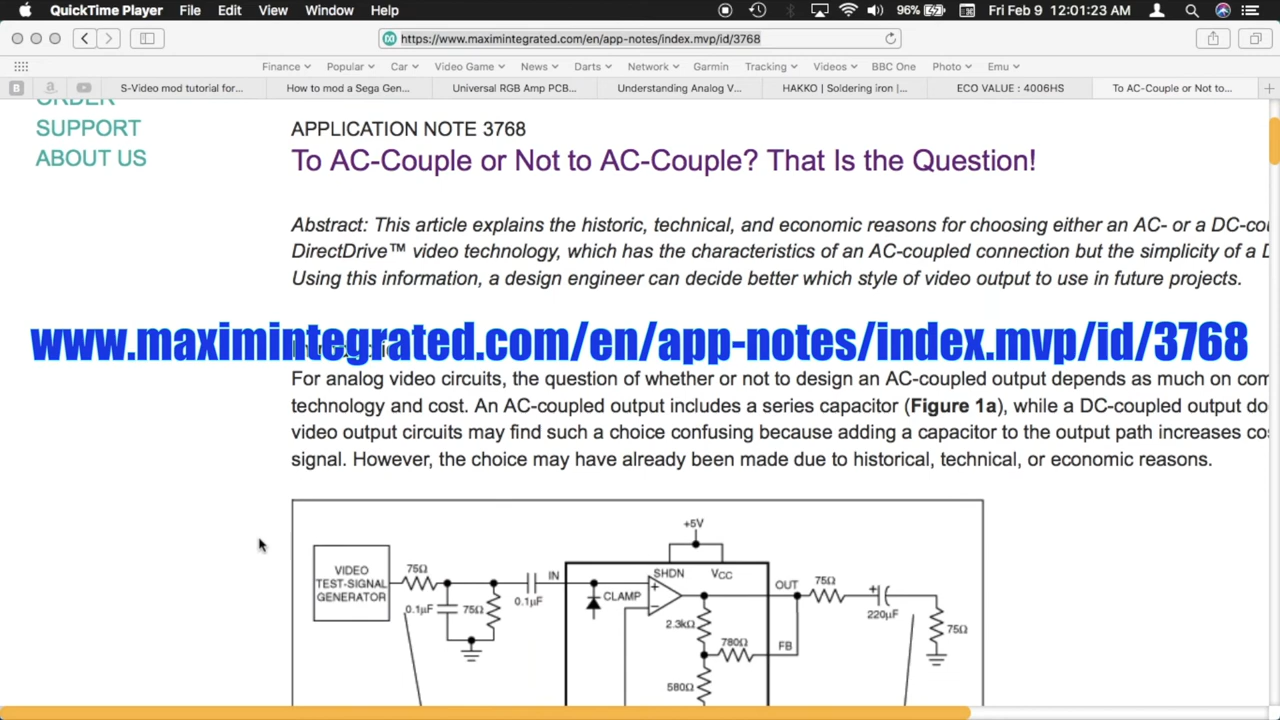 QuickTime Player File Edit View Window Help 96% Fri Feb 9 12:01:23 AM
https://www.maximintegrated.com/en/app-notes/index.mvp/id/3768
Finance Popular Car Video Game News Darts Network Garmin Tracking Videos BBC One Photo Emu
S-Video mod tutorial for... How to mod a Sega Gen... Universal RGB Amp PCB... Understanding Analog V... HAKKO | Soldering iron |... ECO VALUE : 4006HS To AC-Couple or Not to...
ORDER
SUPPORT
ABOUT US
APPLICATION NOTE 3768
To AC-Couple or Not to AC-Couple? That Is the Question!
Abstract: This article explains the historic, technical, and economic reasons for choosing either an AC- or a DC-co
DirectDrive™ video technology, which has the characteristics of an AC-coupled connection but the simplicity of a D
Using this information, a design engineer can decide better which style of video output to use in future projects.
www.maximintegrated.com/en/app-notes/index.mvp/id/3768
For analog video circuits, the question of whether or not to design an AC-coupled output depends as much on com
technology and cost. An AC-coupled output includes a series capacitor (Figure 1a), while a DC-coupled output do
video output circuits may find such a choice confusing because adding a capacitor to the output path increases co
signal. However, the choice may have already been made due to historical, technical, or economic reasons.
+5V
VIDEO
TEST-SIGNAL
GENERATOR
75Ω
0.1µF
75Ω
0.1µF
IN
CLAMP
SHDN
VCC
2.3kΩ
780Ω
580Ω
OUT
FB
75Ω
220µF
75Ω